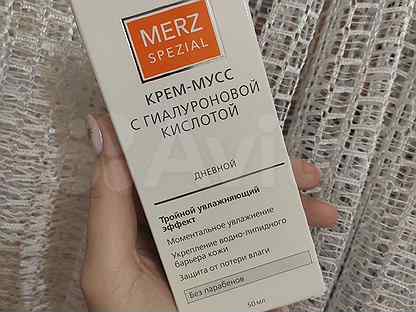 MERZ
SPEZIAL
КРЕМ-МУСС
С ГИАЛУРОНОВОЙ
КИСЛОТОЙ
ДНЕВНОЙ
Тройной увлажняющий
эффект
Моментальное увлажнение
Укрепление водно-липидного
барьера кожи
Защита от потери влаги
Без парабенов
50 мл
Avi